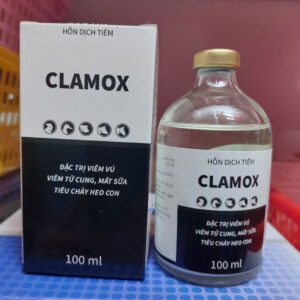 HỖN DỊCH TIÊM
CLAMOX
ĐẶC TRỊ VIÊM VÚ
VIÊM TỬ CUNG, MẤT SỮA
TIÊU CHẢY HEO CON
100 ml
HỖN DỊCH TIÊM
CLAMOX
ĐẶC TRỊ VIÊM VÚ
VIÊM TỬ CUNG, MẤT SỮA
TIÊU CHẢY HEO CON
100 ml